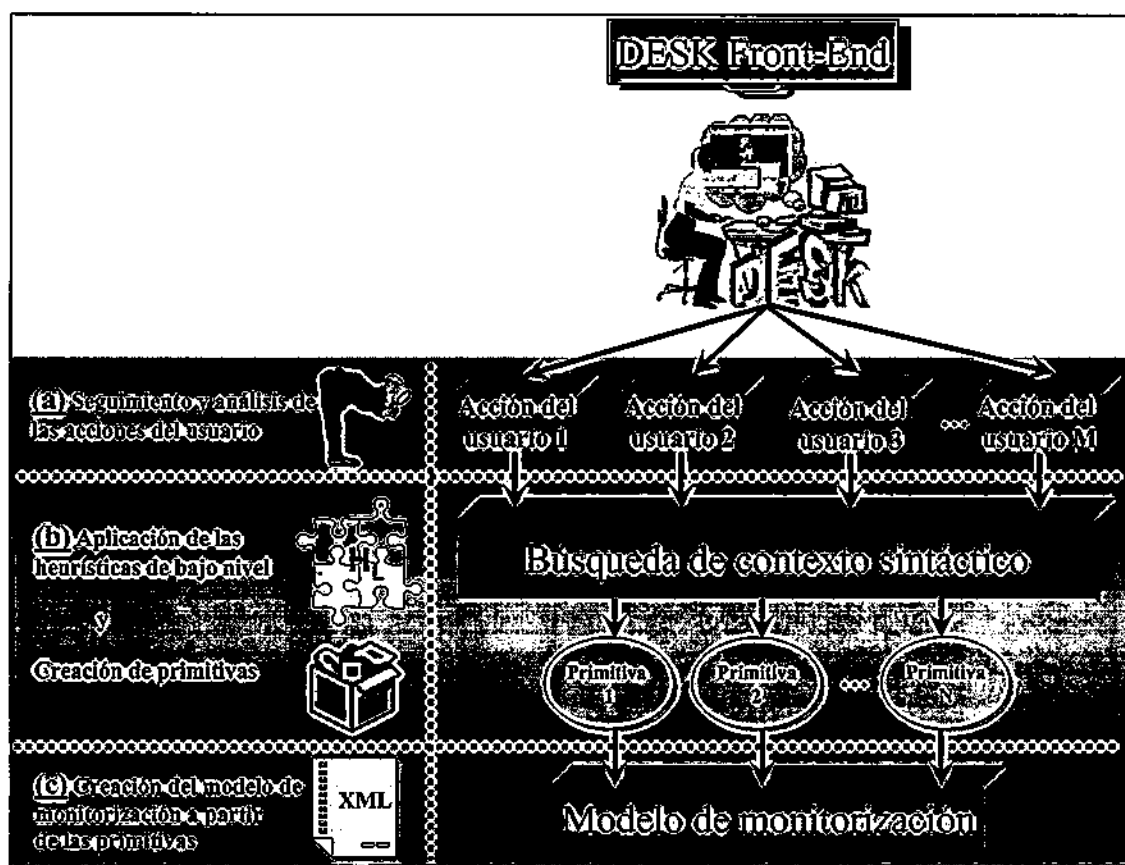 DESK Front-End
DESK
(a) Seguimiento y análisis de
las acciones del usuario
Acción del
usuario 1
Acción del
usuario 2
Acción del
usuario 3
...
Acción del
usuario M
(b) Aplicación de las
heurísticas de bajo nivel
y
Creación de primitivas
Búsqueda de contexto sintáctico
Primitiva
1
Primitiva
2
...
Primitiva
N
(c) Creación del modelo de
monitorización a partir
de las primitivas
XML
Modelo de monitorización